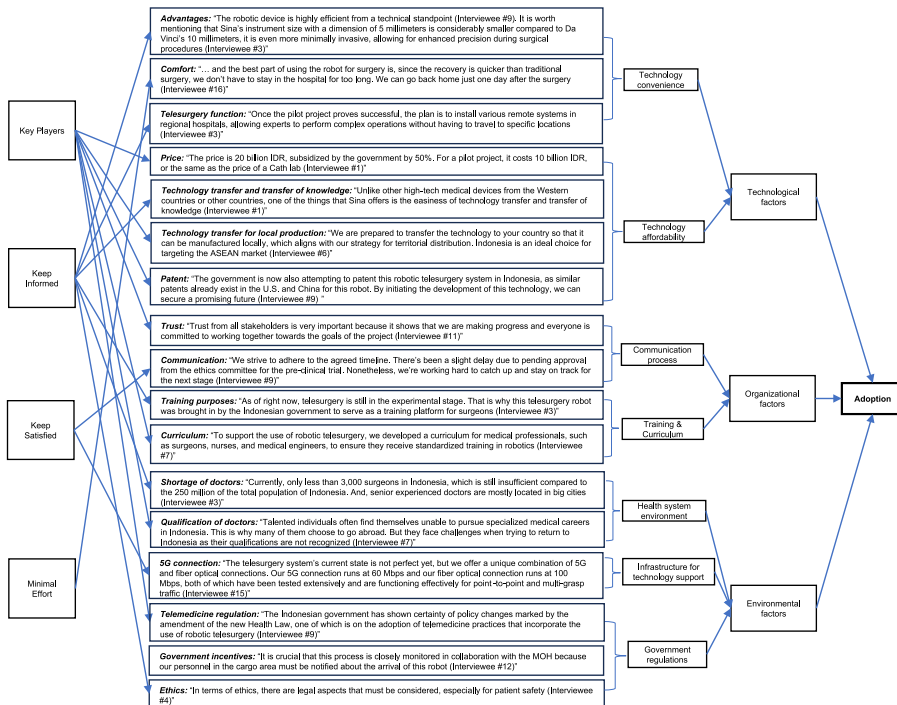 Advantages: “The robotic device is highly efficient from a technical standpoint (Interviewee #9). It is worth
mentioning that Sina’s instrument size with a dimension of 5 millimeters is considerably smaller compared to Da
Vinci’s 10 millimeters, it is even more minimally invasive, allowing for enhanced precision during surgical
procedures (Interviewee #3)”
Comfort: “… and the best part of using the robot for surgery is, since the recovery is quicker than traditional
surgery, we don’t have to stay in the hospital for too long. We can go back home just one day after the surgery
(Interviewee #16)”
Telesurgery function: “Once the pilot project proves successful, the plan is to install various remote systems in
regional hospitals, allowing experts to perform complex operations without having to travel to specific locations
(Interviewee #3)”
Price: “The price is 20 bilion IDR, subsidized by the government by 50%. For a pilot project, it costs 10 billion IDR,
or the same as the price of a Cath lab (Interviewee #1)”
Technology transfer and transfer of knowledge: “Unlike other high-tech medical devices from the Western
countries or other countries, one of the things that Sina offers is the easiness of technology transfer and transfer of
knowledge (Interviewee #1)”
Technology transfer for local production: “We are prepared to transfer the technology to your country so that it
can be manufactured locally, which aligns with our strategy for territorial distribution. Indonesia is an ideal choice for
targeting the ASEAN market (Interviewee #6)”
Patent: “The government is now also attempting to patent this robotic telesurgery system in Indonesia, as similar
patents already exist in the U.S. and China for this robot. By initiating the development of this technology, we can
secure a promising future (Interviewee #9) ”
Trust: “Trust from all stakeholders is very important because it shows that we are making progress and everyone is
committed to working together towards the goals of the project (Interviewee #11)”
Communication: “We strive to adhere to the agreed timeline. There’s been a slight delay due to pending approval
from the ethics committee for the pre-clinical trial. Nonetheless, we’re working hard to catch up and stay on track for
the next stage (Interviewee #9)”
Training purposes: “As of right now, telesurgery is still in the experimental stage. That is why this telesurgery robot
was brought in by the Indonesian government to serve as a training platform for surgeons (Interviewee #3)”
Curriculum: “To support the use of robotic telesurgery, we developed a curriculum for medical professionals, such
as surgeons, nurses, and medical engineers, to ensure they receive standardized training in robotics (Interviewee
#7)”
Shortage of doctors: “Currently, only less than 3,000 surgeons in Indonesia, which is still insufficient compared to
the 250 million of the total population of Indonesia. And, senior experienced doctors are mostly located in big cities
(Interviewee #3)”
Qualification of doctors: “Talented individuals often find themselves unable to pursue specialized medical careers
in Indonesia. This is why many of them choose to go abroad. But they face challenges when trying to return to
Indonesia as their qualifications are not recognized (Interviewee #7)”
5G connection: “The telesurgery system’s current state is not perfect yet, but we offer a unique combination of 5G
and fiber optical connections. Our 5G connection runs at 60 Mbps and our fiber optical connection runs at 100
Mbps, both of which have been tested extensively and are functioning effectively for point-to-point and multi-grasp
traffic (Interviewee #15)”
Telemedicine regulation: “The Indonesian government has shown certainty of policy changes marked by the
amendment of the new Health Law, one of which is on the adoption of telemedicine practices that incorporate the
use of robotic telesurgery (Interviewee #9)”
Government incentives: “It is crucial that this process is closely monitored in collaboration with the MOH because
our personnel in the cargo area must be notified about the arrival of this robot (Interviewee #12)”
Ethics: “In terms of ethics, there are legal aspects that must be considered, especially for patient safety (Interviewee
#4)”
Key Players
Keep
Informed
Keep
Satisfied
Minimal
Effort
Technology
convenience
Technology
affordability
Communication
process
Training &
Curriculum
Health system
environment
Infrastructure for
technology support
Government
regulations
Technological
factors
Organizational
factors
Environmental
factors
Adoption